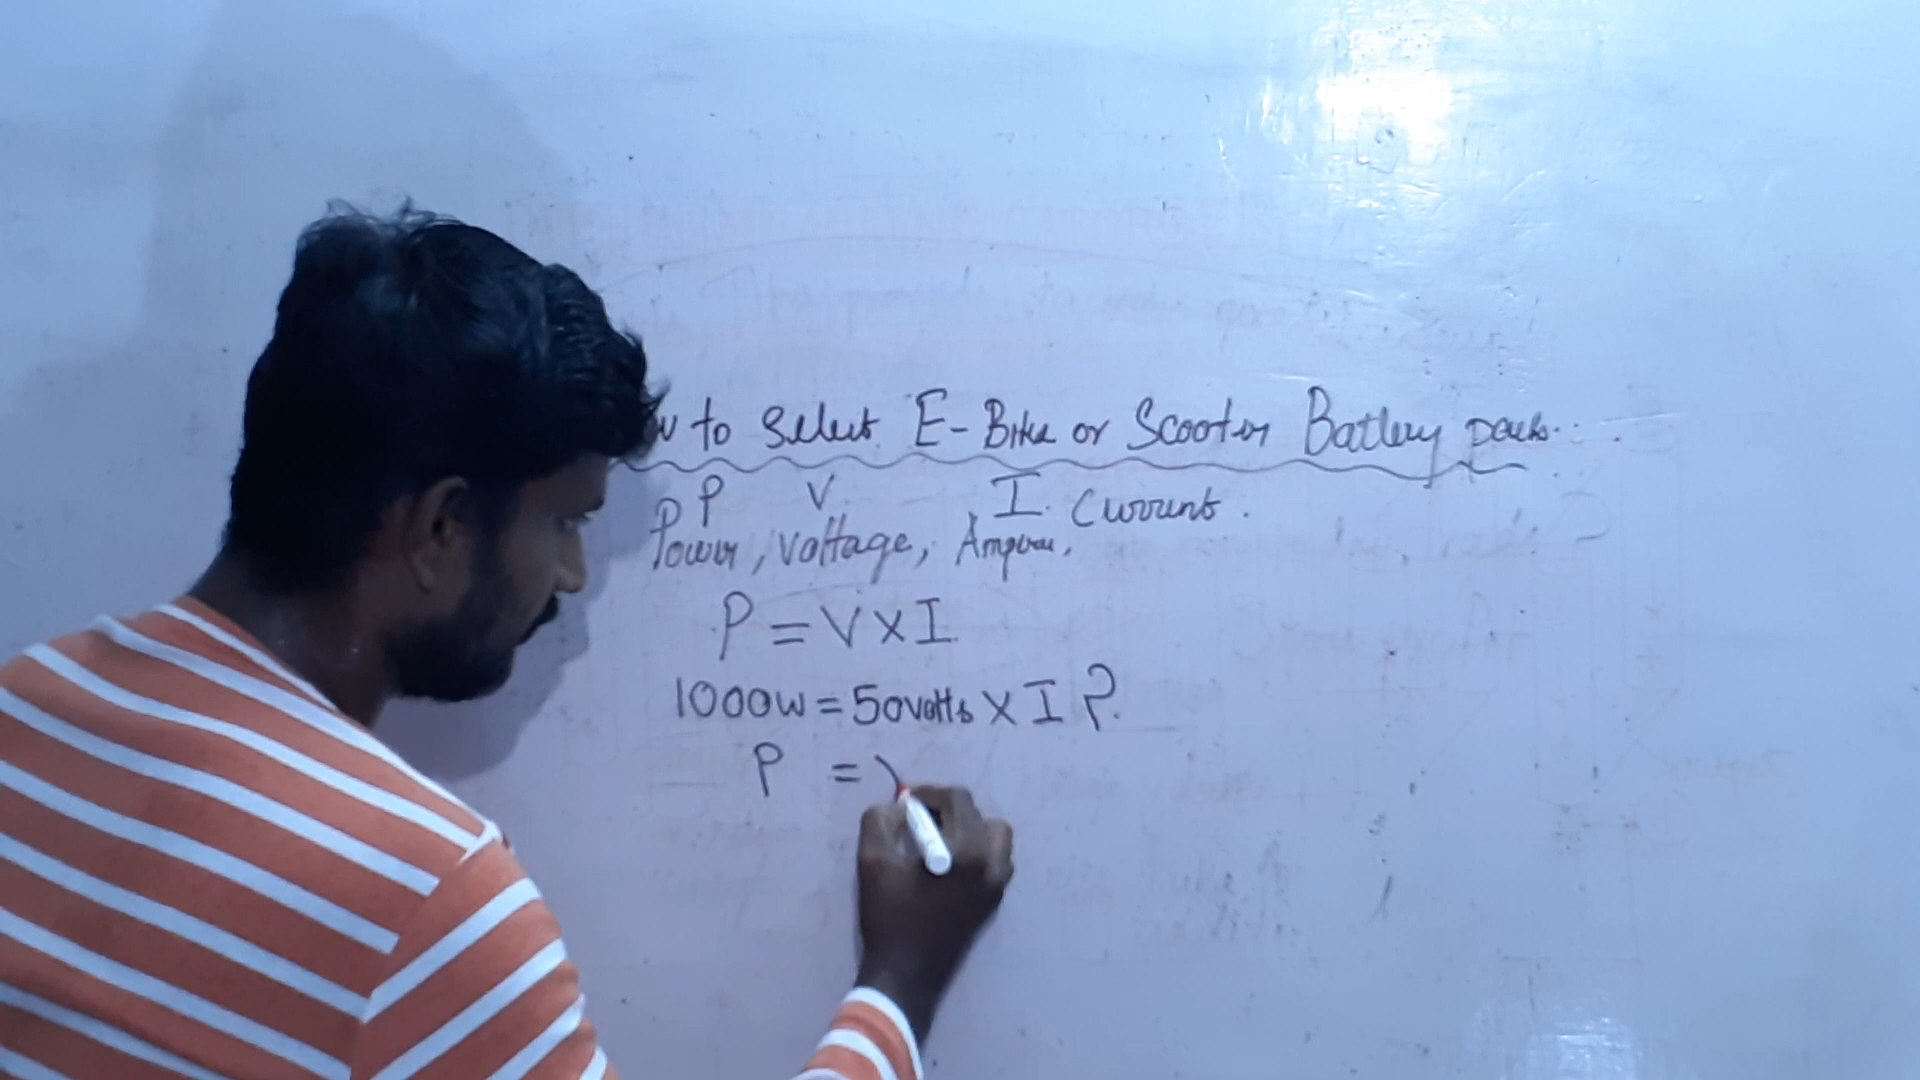 to Select E-Bike or Scooter Battery pack...
P V. I. Current.
Power, Voltage, Ampere,
P = V X I
1000W = 50volts X I ?
P =